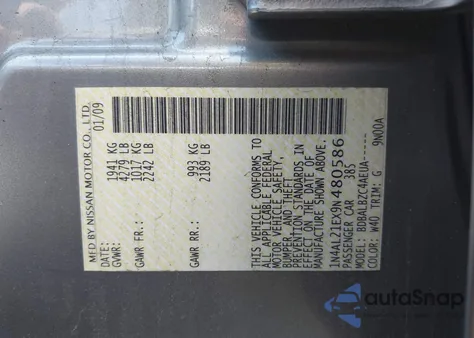 MFD BY NISSAN MOTOR CO., LTD.
DATE: 01/09
GVWR: 1941 KG
4279 LB
GAWR FR.: 1017 KG
2242 LB
GAWR RR.: 993 KG
2189 LB
THIS VEHICLE CONFORMS TO
ALL APPLICABLE FEDERAL
MOTOR VEHICLE SAFETY,
BUMPER, AND THEFT
PREVENTION STANDARDS IN
EFFECT ON THE DATE OF
MANUFACTURE SHOWN ABOVE.
1N4AL21EX9N480586
PASSENGER CAR 385
MODEL: BDBALBZC4AEUA-
COLOR: W40 TRIM: G 9N00A
autoSnap